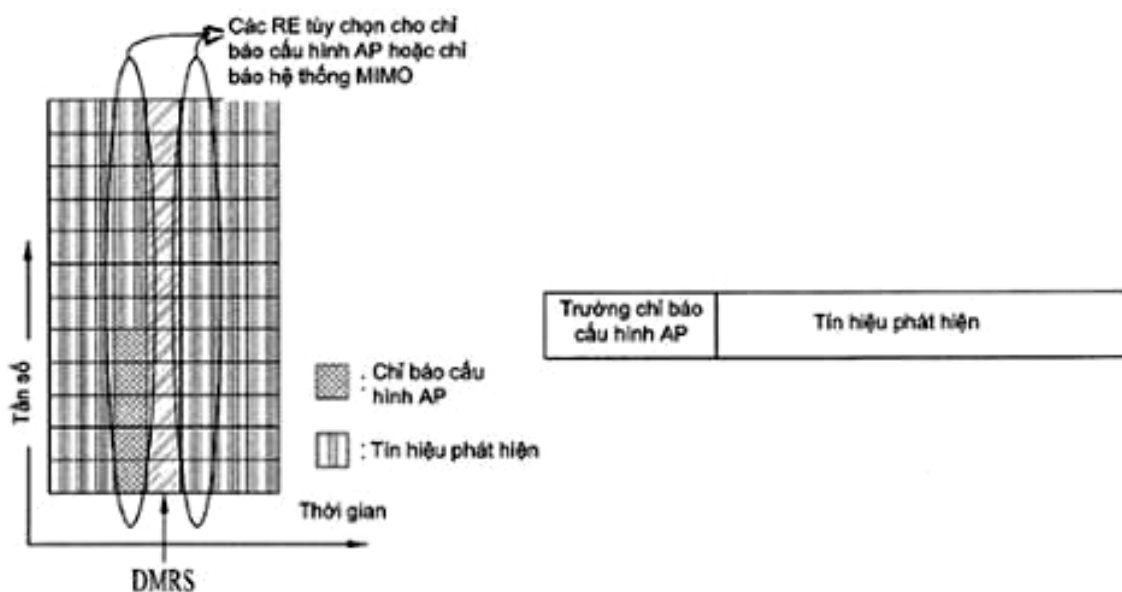 Các RE tùy chọn cho chỉ
báo cấu hình AP hoặc chỉ
báo hệ thống MIMO
Tần số
: Chỉ báo cấu
hình AP
: Tín hiệu phát hiện
Thời gian
DMRS
Trường chỉ báo
cấu hình AP
Tín hiệu phát hiện